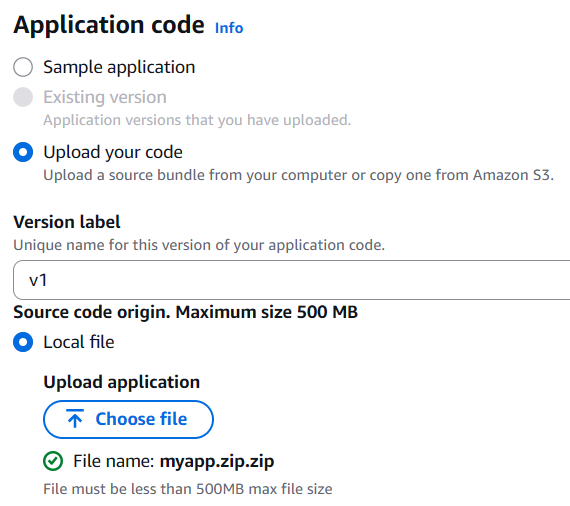 Application code Info
Sample application
Existing version
Application versions that you have uploaded.
Upload your code
Upload a source bundle from your computer or copy one from Amazon S3.
Version label
Unique name for this version of your application code.
v1
Source code origin. Maximum size 500 MB
Local file
Upload application
Choose file
File name: myapp.zip.zip
File must be less than 500MB max file size